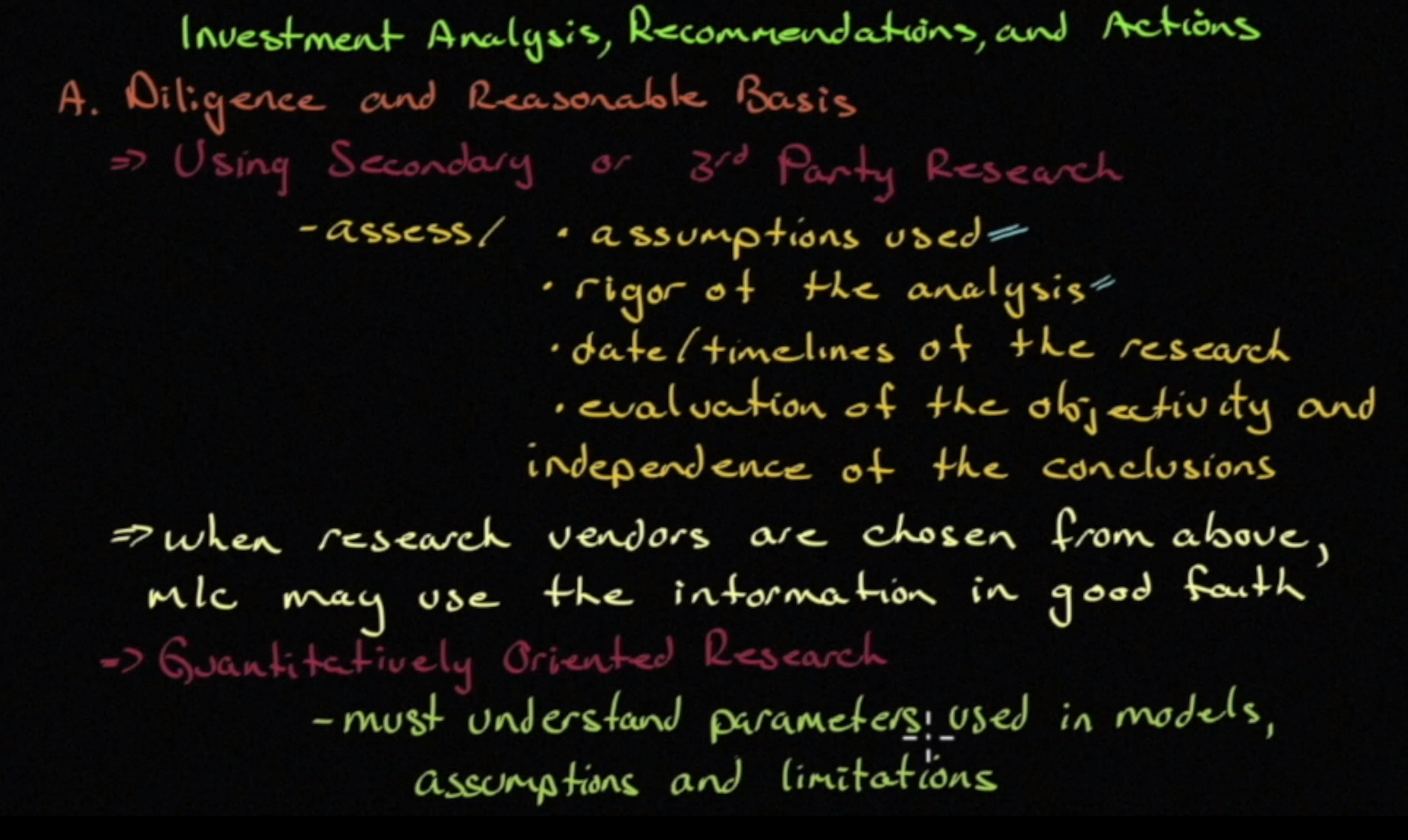 Investment Analysis, Recommendations, and Actions
A. Diligence and Reasonable Basis
=> Using Secondary or 3rd Party Research
- assess/ • assumptions used
• rigor of the analysis
• date/timelines of the research
• evaluation of the objectivity and
independence of the conclusions
=> when research vendors are chosen from above,
M/c may use the information in good faith
=> Quantitatively Oriented Research
- must understand parameters used in models,
assumptions and limitations